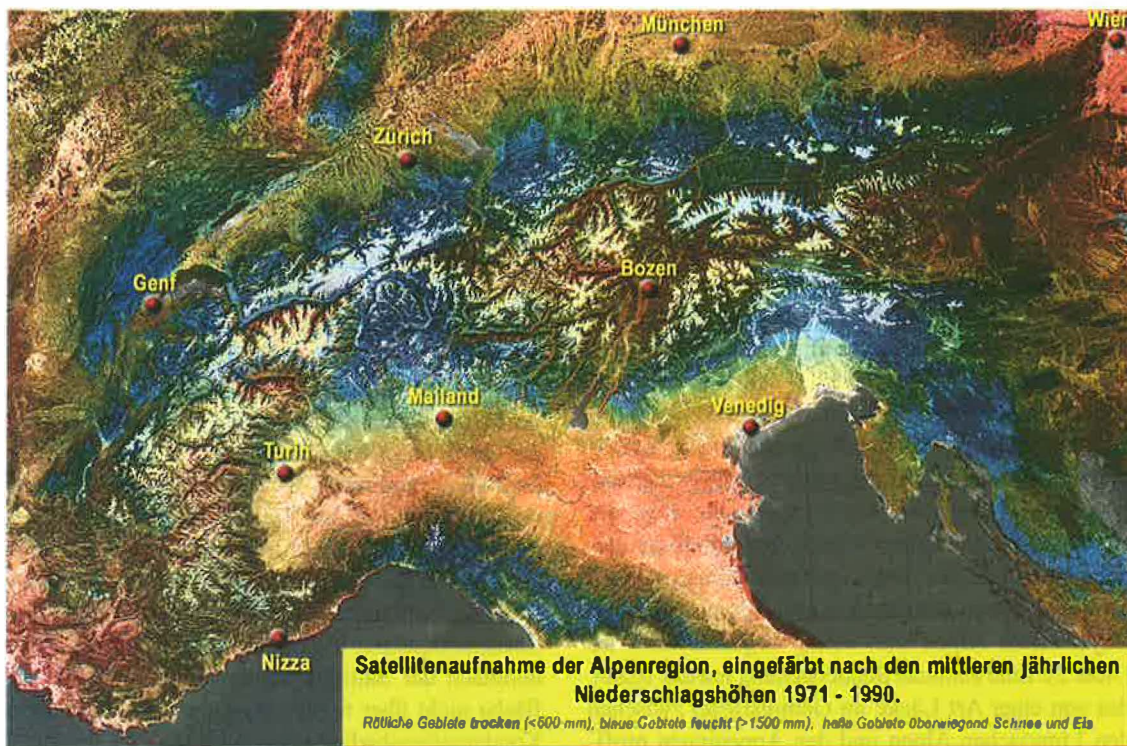 München
Wien
Zürich
Genf
Bozen
Mailand
Venedig
Turin
Nizza
Satellitenaufnahme der Alpenregion, eingefärbt nach den mittleren jährlichen
Niederschlagshöhen 1971 - 1990.
Rötliche Gebiete trocken (<600 mm), blaue Gebiete feucht (>1500 mm), helle Gebiete überwiegend Schnee und Eis